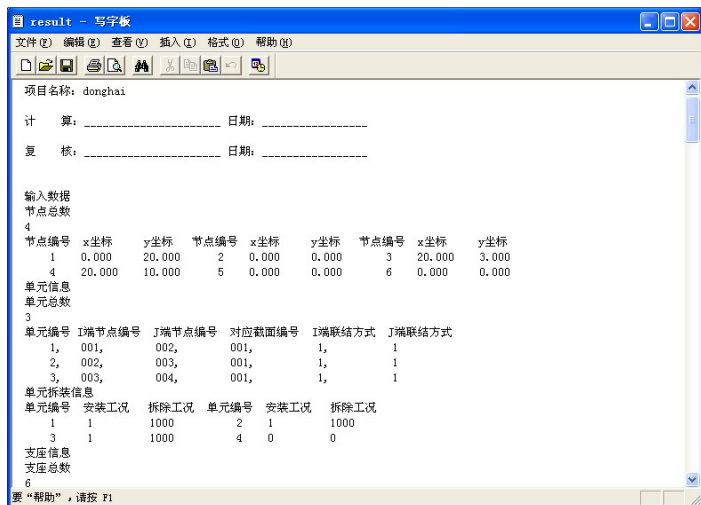 result - 写字板
文件(F) 编辑(E) 查看(V) 插入(I) 格式(O) 帮助(H)
项目名称: donghai
计 算: ______________________ 日期: _________________
复 核: ______________________ 日期: _________________
输入数据
节点总数
4
节点编号 x坐标 y坐标 节点编号 x坐标 y坐标 节点编号 x坐标 y坐标
1 0.000 20.000 2 0.000 0.000 3 20.000 3.000
4 20.000 10.000 5 0.000 0.000 6 0.000 0.000
单元信息
单元总数
3
单元编号 I端节点编号 J端节点编号 对应截面编号 I端联结方式 J端联结方式
1, 001, 002, 001, 1, 1
2, 002, 003, 001, 1, 1
3, 003, 004, 001, 1, 1
单元拆装信息
单元编号 安装工况 拆除工况 单元编号 安装工况 拆除工况
1 1 1000 2 1 1000
3 1 1000 4 0 0
支座信息
支座总数
6
要“帮助”，请按 F1